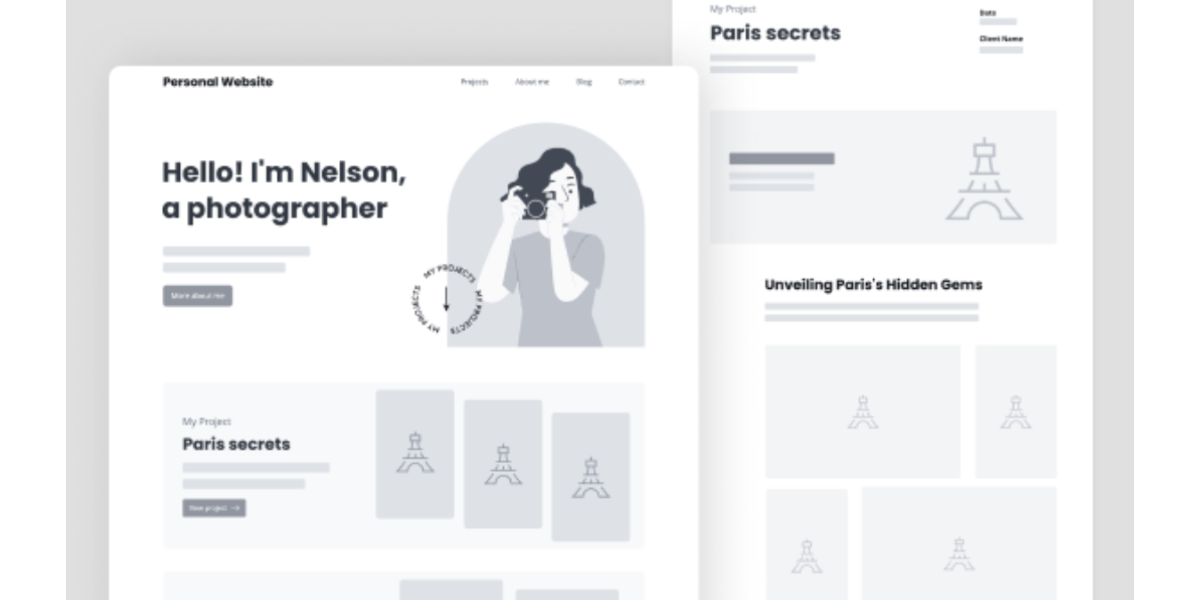 My Project
Paris secrets
Date
Client Name
Personal Website
Projects
About me
Blog
Contact
Hello! I'm Nelson,
a photographer
More about me
MY PROJECTS MY PROJECTS MY PROJECTS
My Project
Paris secrets
View project →
Unveiling Paris's Hidden Gems